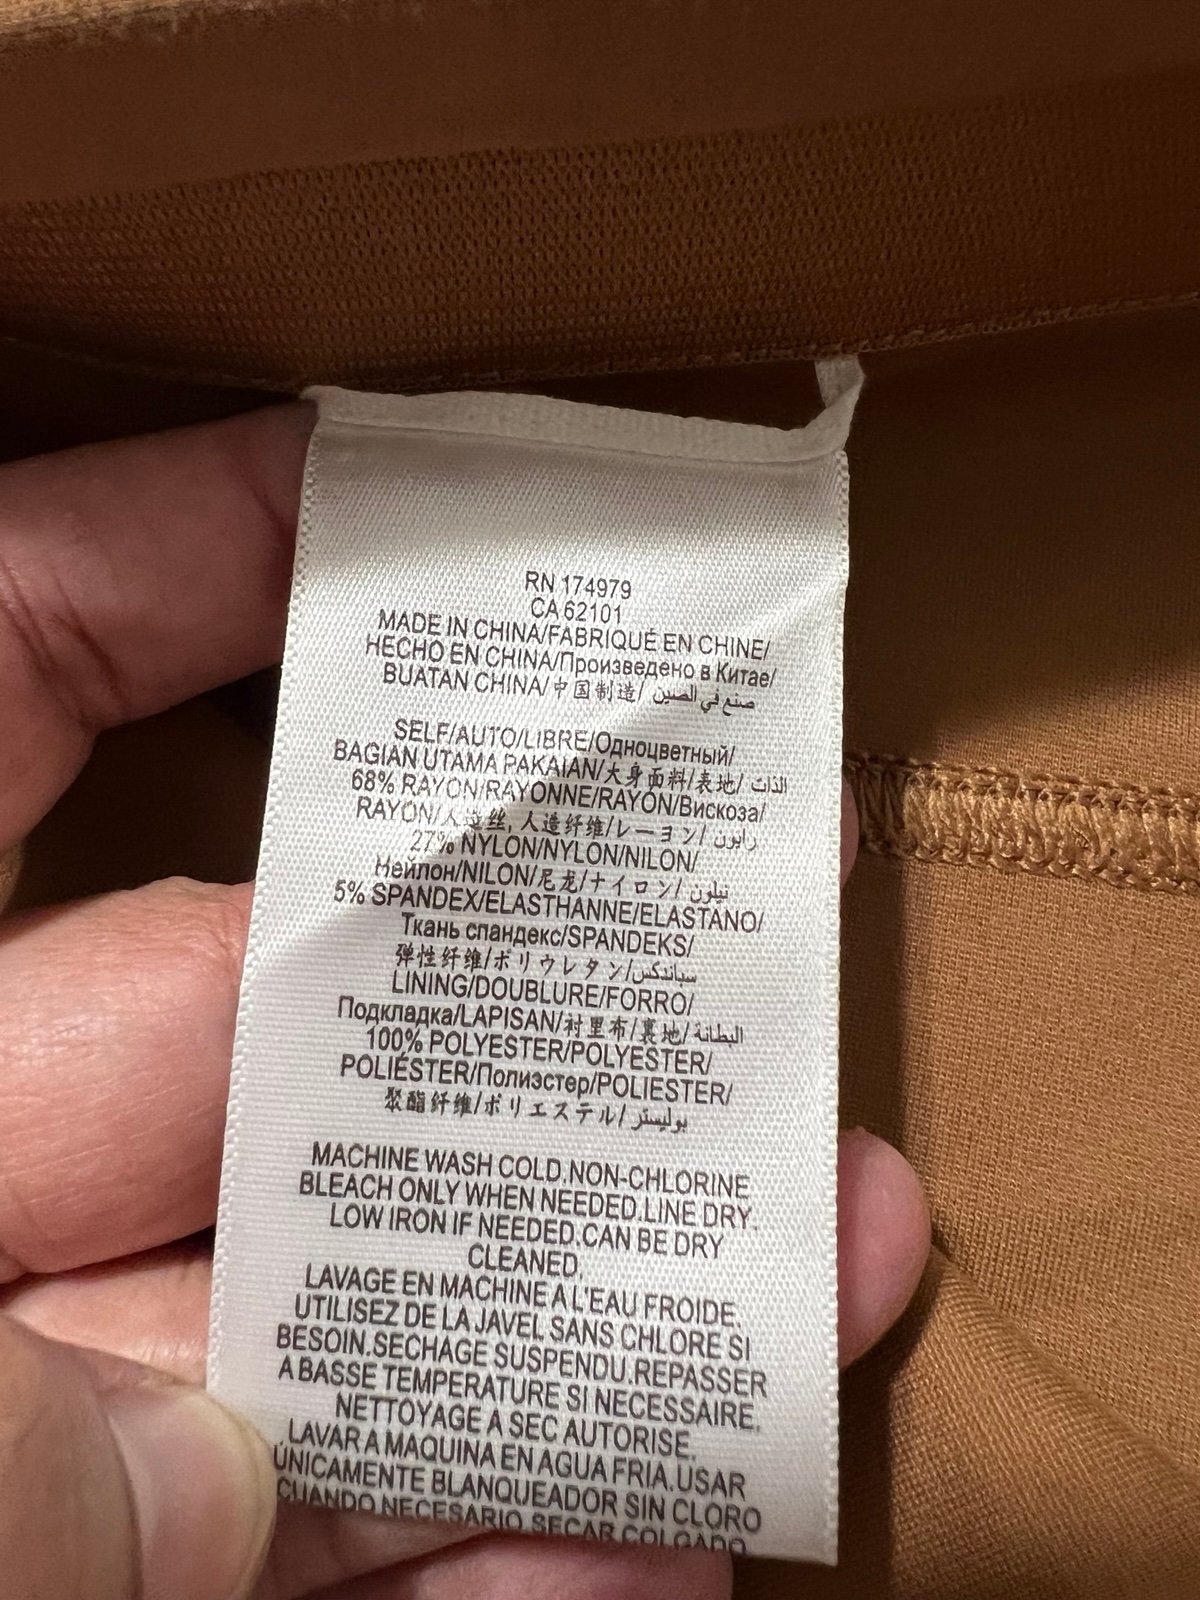 RN 174979
CA 62101
MADE IN CHINA/FABRIQUÉ EN CHINE/
HECHO EN CHINA/Произведено в Китае/
BUATAN CHINA/中国制造/ صنع في الصين
SELF/AUTO/LIBRE/Одноцветный/
BAGIAN UTAMA PAKAIAN/大身面料/表地/ الذات
68% RAYON/RAYONNE/RAYÓN/Вискоза/
RAYON/人造丝, 人造纤维/レーヨン/ رايون
27% NYLON/NYLON/NILON/
Нейлон/NILON/尼龙/ナイロン/ نيلون
5% SPANDEX/ELASTHANNE/ELASTANO/
Ткань спандекс/SPANDEKS/
弹性纤维/ポリウレタン/سباندكس
LINING/DOUBLURE/FORRO/
Подкладка/LAPISAN/衬里布/裏地/ البطانة
100% POLYESTER/POLYESTER/
POLIÉSTER/Полиэстер/POLIESTER/
聚酯纤维/ポリエステル/ بوليستر
MACHINE WASH COLD.NON-CHLORINE
BLEACH ONLY WHEN NEEDED.LINE DRY.
LOW IRON IF NEEDED.CAN BE DRY
CLEANED.
LAVAGE EN MACHINE A L'EAU FROIDE.
UTILISEZ DE LA JAVEL SANS CHLORE SI
BESOIN.SECHAGE SUSPENDU.REPASSER
A BASSE TEMPERATURE SI NECESSAIRE.
NETTOYAGE A SEC AUTORISE.
LAVAR A MAQUINA EN AGUA FRIA.USAR
ÚNICAMENTE BLANQUEADOR SIN CLORO
CUANDO NECESARIO.SECAR COLGADO